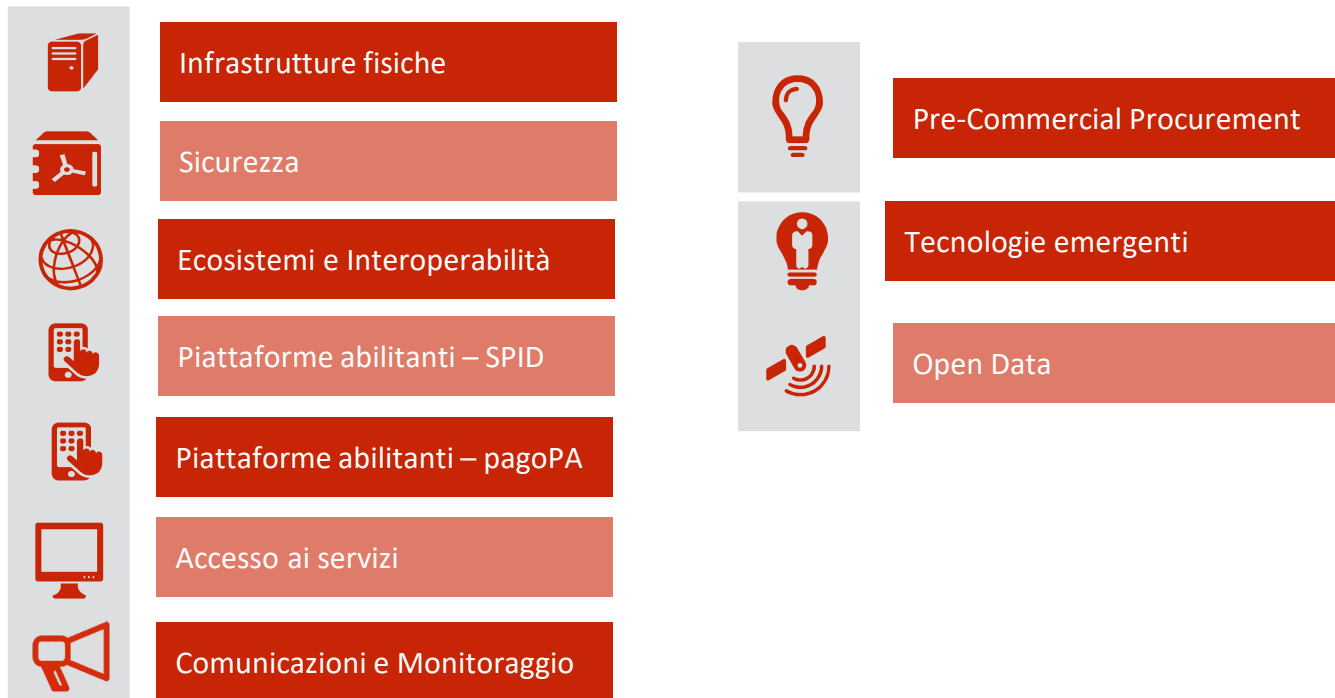 Infrastrutture fisiche
Sicurezza
Ecosistemi e Interoperabilità
Piattaforme abilitanti – SPID
Piattaforme abilitanti – pagoPA
Accesso ai servizi
Comunicazioni e Monitoraggio
Pre-Commercial Procurement
Tecnologie emergenti
Open Data